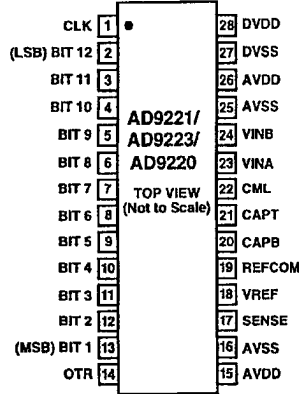 CLK 1 28 DVDD
(LSB) BIT 12 2 27 DVSS
BIT 11 3 26 AVDD
BIT 10 4 25 AVSS
BIT 9 5 24 VINB
BIT 8 6 23 VINA
BIT 7 7 22 CML
BIT 6 8 21 CAPT
BIT 5 9 20 CAPB
BIT 4 10 19 REFCOM
BIT 3 11 18 VREF
BIT 2 12 17 SENSE
(MSB) BIT 1 13 16 AVSS
OTR 14 15 AVDD
AD9221/
AD9223/
AD9220
TOP VIEW
(Not to Scale)